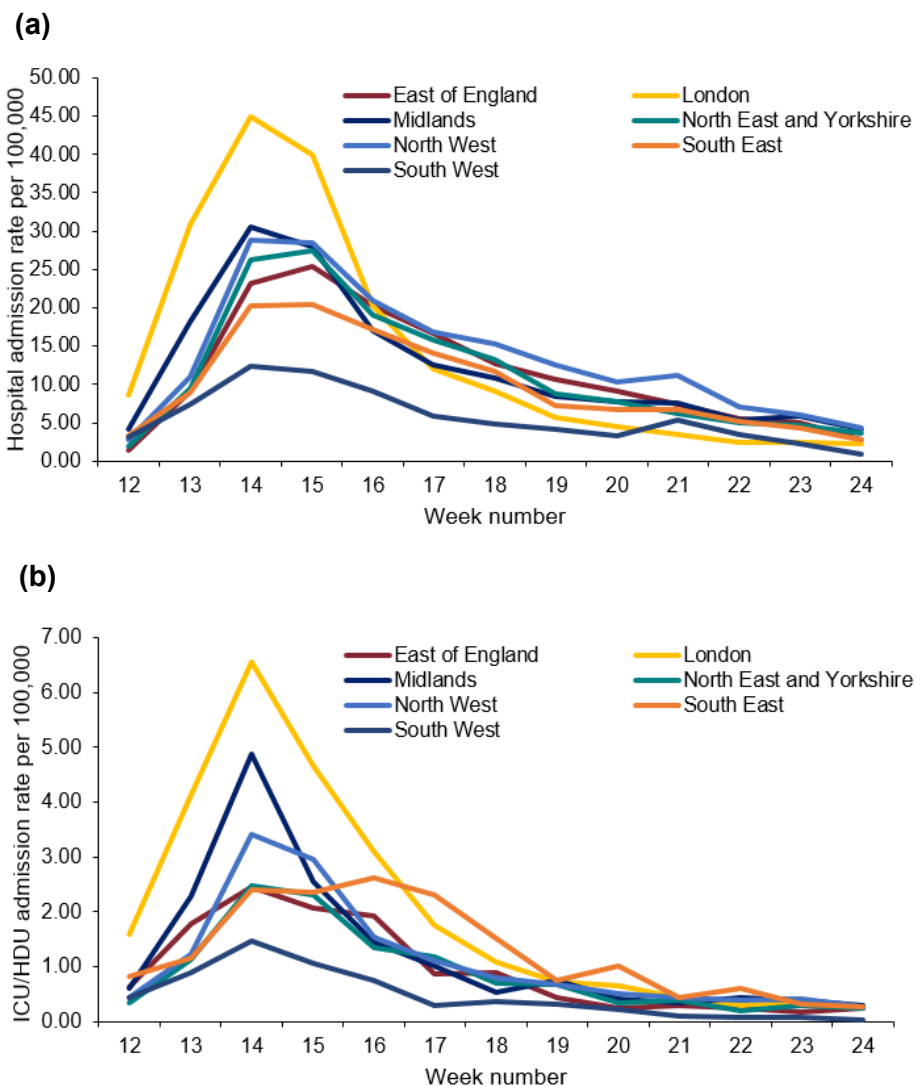 (a)
Hospital admission rate per 100,000
50.00
45.00
40.00
35.00
30.00
25.00
20.00
15.00
10.00
5.00
0.00
East of England London
Midlands North East and Yorkshire
North West South East
South West
12 13 14 15 16 17 18 19 20 21 22 23 24
Week number
(b)
ICU/HDU admission rate per 100,000
7.00
6.00
5.00
4.00
3.00
2.00
1.00
0.00
East of England London
Midlands North East and Yorkshire
North West South East
South West
12 13 14 15 16 17 18 19 20 21 22 23 24
Week number